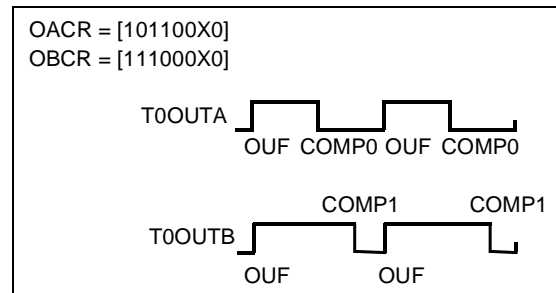 OACR = [101100X0]
OBCR = [111000X0]
T0OUTA
OUF COMP0 OUF COMP0
COMP1 COMP1
T0OUTB
OUF OUF